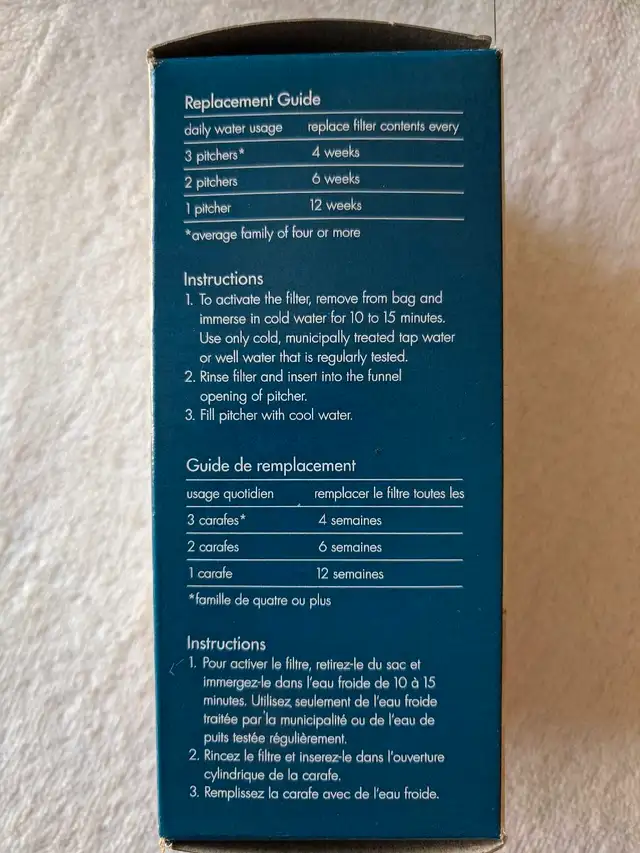 Replacement Guide
daily water usage replace filter contents every
3 pitchers* 4 weeks
2 pitchers 6 weeks
1 pitcher 12 weeks
*average family of four or more
Instructions
1. To activate the filter, remove from bag and
immerse in cold water for 10 to 15 minutes.
Use only cold, municipally treated tap water
or well water that is regularly tested.
2. Rinse filter and insert into the funnel
opening of pitcher.
3. Fill pitcher with cool water.
Guide de remplacement
usage quotidien remplacer le filtre toutes les
3 carafes* 4 semaines
2 carafes 6 semaines
1 carafe 12 semaines
*famille de quatre ou plus
Instructions
1. Pour activer le filtre, retirez-le du sac et
immergez-le dans l'eau froide de 10 à 15
minutes. Utilisez seulement de l'eau froide
traitée par la municipalité ou de l'eau de
puits testée régulièrement.
2. Rincez le filtre et inserez-le dans l'ouverture
cylindrique de la carafe.
3. Remplissez la carafe avec de l'eau froide.